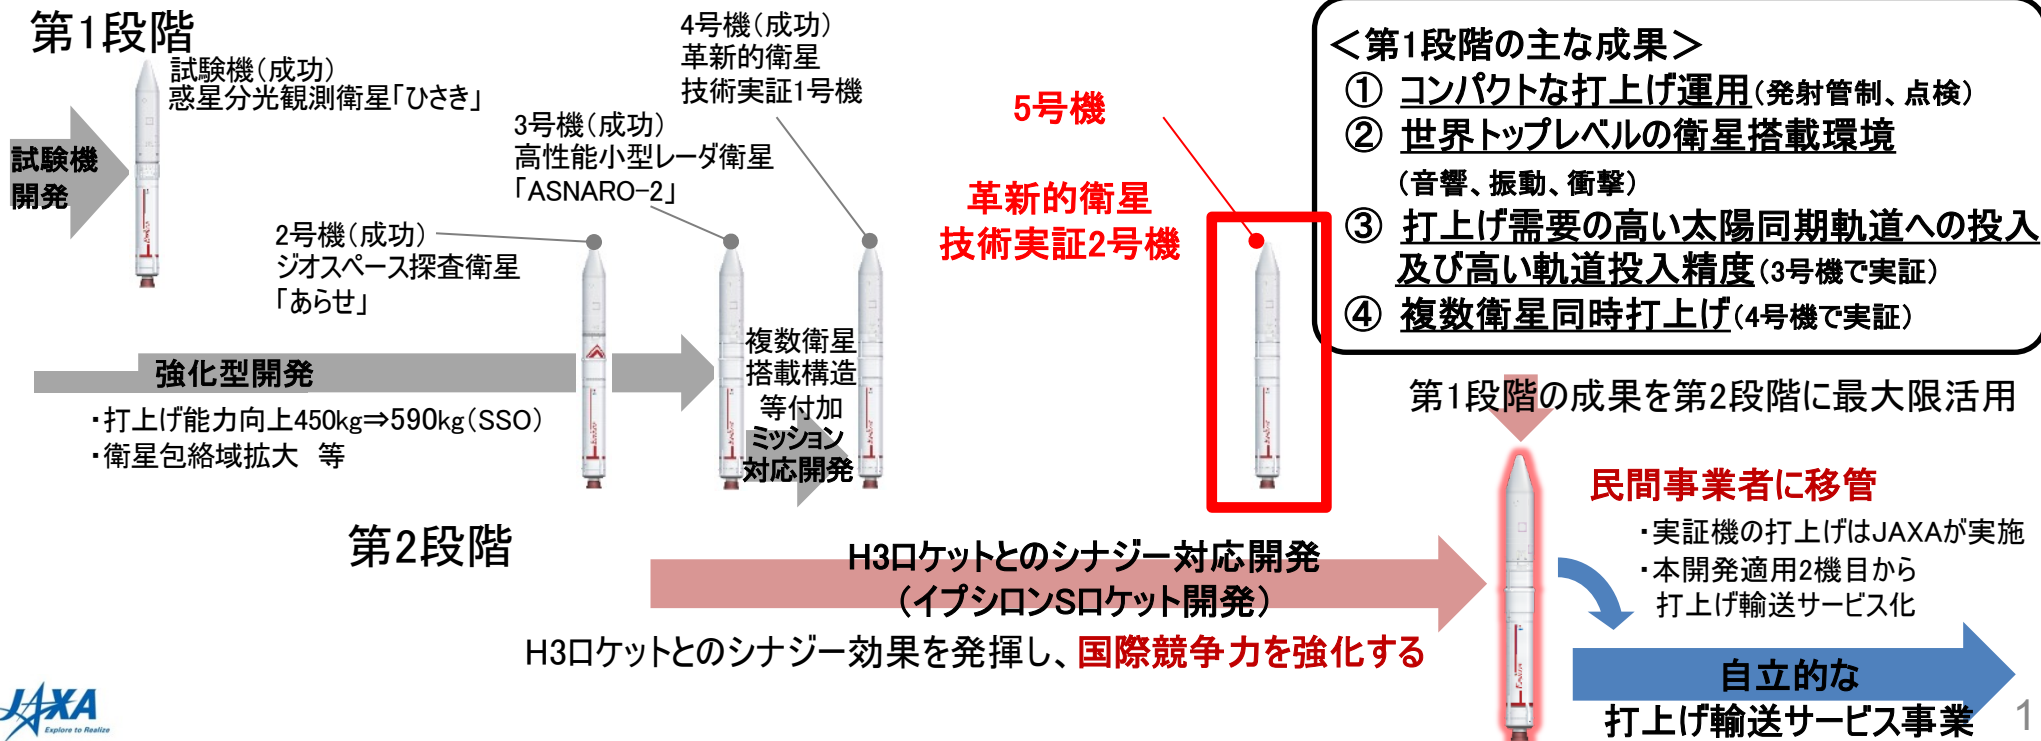 第1段階
試験機（成功）
惑星分光観測衛星「ひさき」
試験機
開発
2号機（成功）
ジオスペース探査衛星
「あらせ」
3号機（成功）
高性能小型レーダ衛星
「ASNARO-2」
4号機（成功）
革新的衛星
技術実証1号機
5号機
革新的衛星
技術実証2号機
＜第1段階の主な成果＞
① コンパクトな打上げ運用（発射管制、点検）
② 世界トップレベルの衛星搭載環境
（音響、振動、衝撃）
③ 打上げ需要の高い太陽同期軌道への投入
及び高い軌道投入精度（3号機で実証）
④ 複数衛星同時打上げ（4号機で実証）
強化型開発
・打上げ能力向上450kg⇒590kg（SSO）
・衛星包絡域拡大 等
複数衛星
搭載構造
等付加
ミッション
対応開発
第1段階の成果を第2段階に最大限活用
第2段階
H3ロケットとのシナジー対応開発
（イプシロンSロケット開発）
H3ロケットとのシナジー効果を発揮し、国際競争力を強化する
民間事業者に移管
・実証機の打上げはJAXAが実施
・本開発適用2機目から
打上げ輸送サービス化
自立的な
打上げ輸送サービス事業
JAXA
Explore to Realize
1